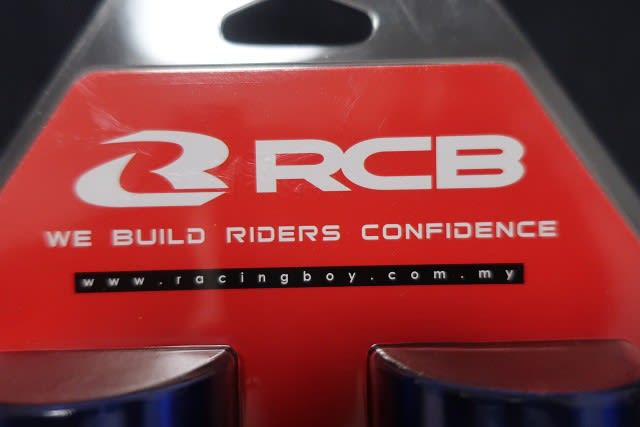 RCB
WE BUILD RIDERS CONFIDENCE
www.racingboy.com.my